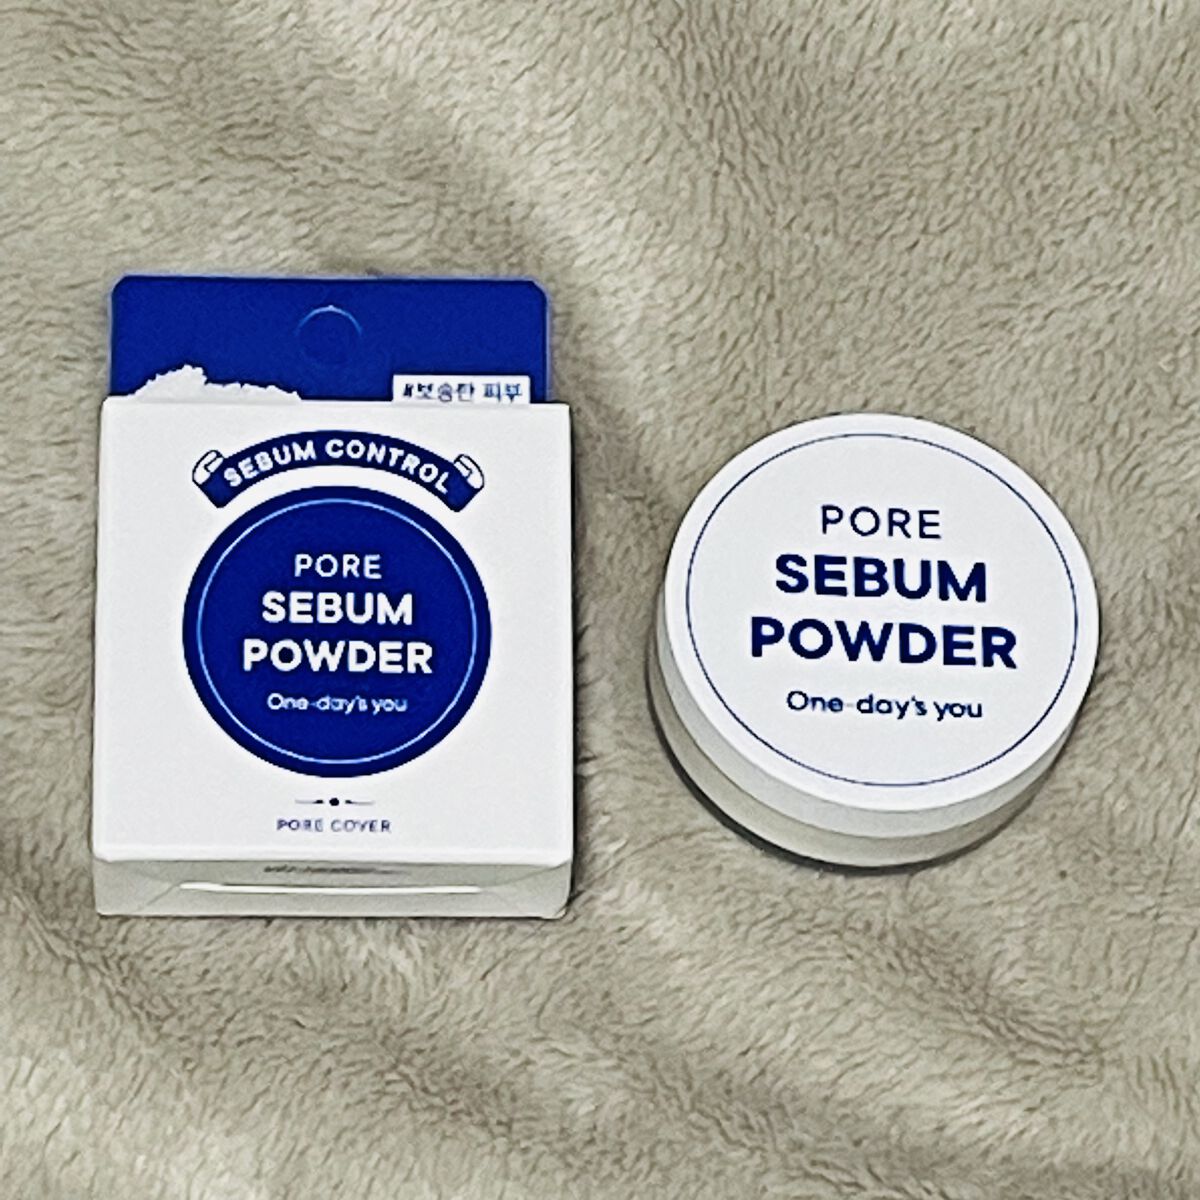 #보송한 피부
SEBUM CONTROL
PORE
SEBUM
POWDER
One-day's you
PORE COVER
PORE
SEBUM
POWDER
One-day's you